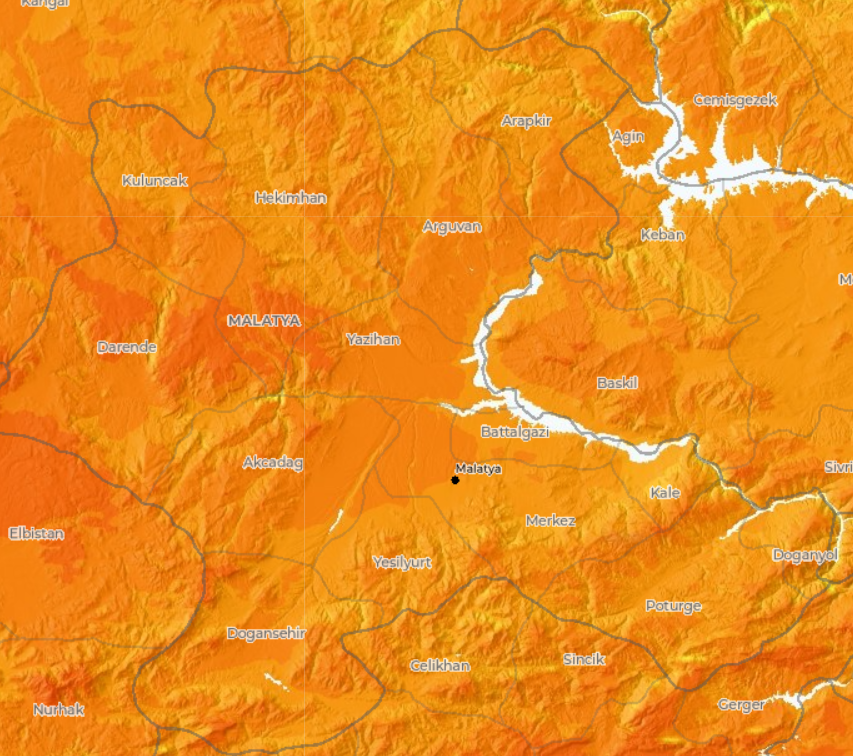 Kangal
Cemisgezek
Arapkir
Agin
Kuluncak
Hekimhan
Arguvan
Keban
MALATYA
Darende
Yazihan
Baskil
Battalgazi
Akcadag
Malatya
Sivri
Kale
Merkez
Elbistan
Doganyol
Yesilyurt
Poturge
Dogansehir
Celikhan
Sincik
Nurhak
Gerger